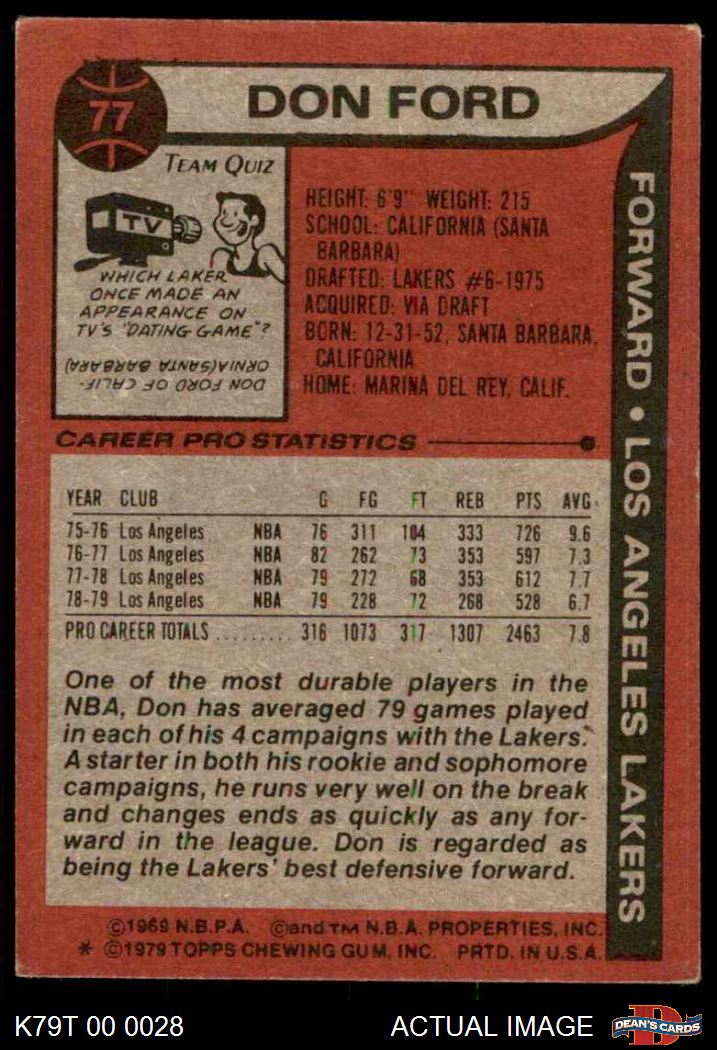 77
DON FORD
TEAM QUIZ
TV
WHICH LAKER
ONCE MADE AN
APPEARANCE ON
TV'S "DATING GAME"?
DON FORD OF CALIF-
ORNIA(SANTA BARBARA)
HEIGHT: 6'9" WEIGHT: 215
SCHOOL: CALIFORNIA (SANTA
BARBARA)
DRAFTED: LAKERS #6-1975
ACQUIRED: VIA DRAFT
BORN: 12-31-52, SANTA BARBARA,
CALIFORNIA
HOME: MARINA DEL REY, CALIF.
FORWARD • LOS ANGELES LAKERS
CAREER PRO STATISTICS
YEAR CLUB G FG FT REB PTS AVG.
75-76 Los Angeles NBA 76 311 104 333 726 9.6
76-77 Los Angeles NBA 82 262 73 353 597 7.3
77-78 Los Angeles NBA 79 272 68 353 612 7.7
78-79 Los Angeles NBA 79 228 72 268 528 6.7
PRO CAREER TOTALS ......... 316 1073 317 1307 2463 7.8
One of the most durable players in the
NBA, Don has averaged 79 games played
in each of his 4 campaigns with the Lakers.
A starter in both his rookie and sophomore
campaigns, he runs very well on the break
and changes ends as quickly as any for-
ward in the league. Don is regarded as
being the Lakers' best defensive forward.
©1969 N.B.P.A. ©and TM N.B.A. PROPERTIES, INC.
* ©1979 TOPPS CHEWING GUM, INC. PRTD. IN U.S.A.
K79T 00 0028
ACTUAL IMAGE
DEAN'S CARDS